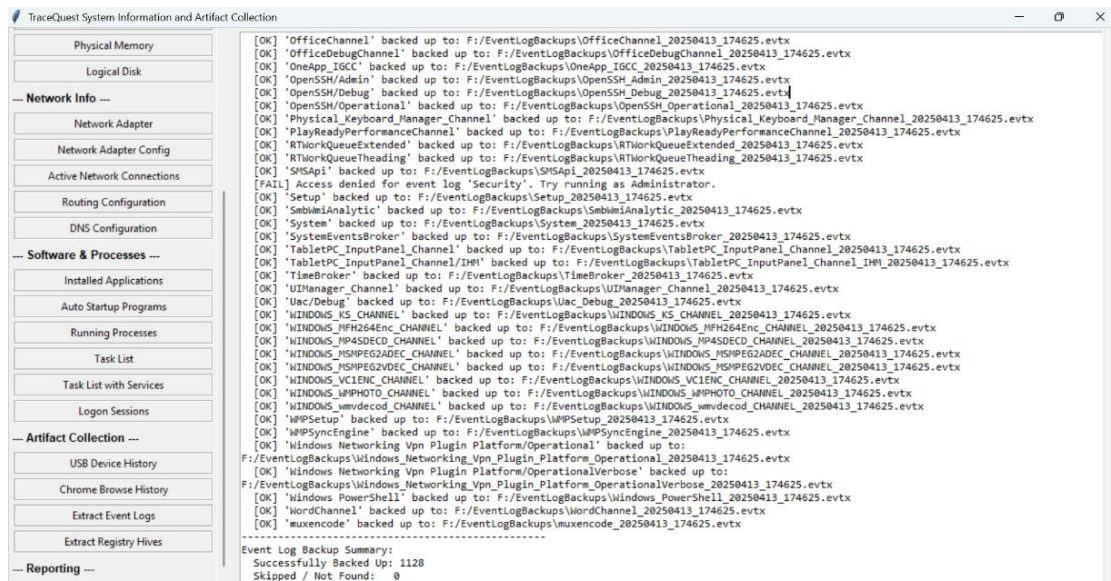 TraceQuest System Information and Artifact Collection
Physical Memory
Logical Disk
--- Network Info ---
Network Adapter
Network Adapter Config
Active Network Connections
Routing Configuration
DNS Configuration
--- Software & Processes ---
Installed Applications
Auto Startup Programs
Running Processes
Task List
Task List with Services
Logon Sessions
--- Artifact Collection ---
USB Device History
Chrome Browse History
Extract Event Logs
Extract Registry Hives
--- Reporting ---
[OK] 'OfficeChannel' backed up to: F:/EventLogBackups\OfficeChannel_20250413_174625.evtx
[OK] 'OfficeDebugChannel' backed up to: F:/EventLogBackups\OfficeDebugChannel_20250413_174625.evtx
[OK] 'OneApp_IGCC' backed up to: F:/EventLogBackups\OneApp_IGCC_20250413_174625.evtx
[OK] 'OpenSSH/Admin' backed up to: F:/EventLogBackups\OpenSSH_Admin_20250413_174625.evtx
[OK] 'OpenSSH/Debug' backed up to: F:/EventLogBackups\OpenSSH_Debug_20250413_174625.evtx
[OK] 'OpenSSH/Operational' backed up to: F:/EventLogBackups\OpenSSH_Operational_20250413_174625.evtx
[OK] 'Physical_Keyboard_Manager_Channel' backed up to: F:/EventLogBackups\Physical_Keyboard_Manager_Channel_20250413_174625.evtx
[OK] 'PlayReadyPerformanceChannel' backed up to: F:/EventLogBackups\PlayReadyPerformanceChannel_20250413_174625.evtx
[OK] 'RTWorkQueueExtended' backed up to: F:/EventLogBackups\RTWorkQueueExtended_20250413_174625.evtx
[OK] 'RTWorkQueueTheading' backed up to: F:/EventLogBackups\RTWorkQueueTheading_20250413_174625.evtx
[OK] 'SMSApi' backed up to: F:/EventLogBackups\SMSApi_20250413_174625.evtx
[FAIL] Access denied for event log 'Security'. Try running as Administrator.
[OK] 'Setup' backed up to: F:/EventLogBackups\Setup_20250413_174625.evtx
[OK] 'SmbWmiAnalytic' backed up to: F:/EventLogBackups\SmbWmiAnalytic_20250413_174625.evtx
[OK] 'System' backed up to: F:/EventLogBackups\System_20250413_174625.evtx
[OK] 'SystemEventsBroker' backed up to: F:/EventLogBackups\SystemEventsBroker_20250413_174625.evtx
[OK] 'TabletPC_InputPanel_Channel' backed up to: F:/EventLogBackups\TabletPC_InputPanel_Channel_20250413_174625.evtx
[OK] 'TabletPC_InputPanel_Channel/IHM' backed up to: F:/EventLogBackups\TabletPC_InputPanel_Channel_IHM_20250413_174625.evtx
[OK] 'TimeBroker' backed up to: F:/EventLogBackups\TimeBroker_20250413_174625.evtx
[OK] 'UIManager_Channel' backed up to: F:/EventLogBackups\UIManager_Channel_20250413_174625.evtx
[OK] 'Uac/Debug' backed up to: F:/EventLogBackups\Uac_Debug_20250413_174625.evtx
[OK] 'WINDOWS_KS_CHANNEL' backed up to: F:/EventLogBackups\WINDOWS_KS_CHANNEL_20250413_174625.evtx
[OK] 'WINDOWS_MFH264Enc_CHANNEL' backed up to: F:/EventLogBackups\WINDOWS_MFH264Enc_CHANNEL_20250413_174625.evtx
[OK] 'WINDOWS_MP4SDECD_CHANNEL' backed up to: F:/EventLogBackups\WINDOWS_MP4SDECD_CHANNEL_20250413_174625.evtx
[OK] 'WINDOWS_MSMPEG2ADEC_CHANNEL' backed up to: F:/EventLogBackups\WINDOWS_MSMPEG2ADEC_CHANNEL_20250413_174625.evtx
[OK] 'WINDOWS_MSMPEG2VDEC_CHANNEL' backed up to: F:/EventLogBackups\WINDOWS_MSMPEG2VDEC_CHANNEL_20250413_174625.evtx
[OK] 'WINDOWS_VC1ENC_CHANNEL' backed up to: F:/EventLogBackups\WINDOWS_VC1ENC_CHANNEL_20250413_174625.evtx
[OK] 'WINDOWS_WMPHOTO_CHANNEL' backed up to: F:/EventLogBackups\WINDOWS_WMPHOTO_CHANNEL_20250413_174625.evtx
[OK] 'WINDOWS_wmvdecod_CHANNEL' backed up to: F:/EventLogBackups\WINDOWS_wmvdecod_CHANNEL_20250413_174625.evtx
[OK] 'WMPSetup' backed up to: F:/EventLogBackups\WMPSetup_20250413_174625.evtx
[OK] 'WMPSyncEngine' backed up to: F:/EventLogBackups\WMPSyncEngine_20250413_174625.evtx
[OK] 'Windows Networking Vpn Plugin Platform/Operational' backed up to:
F:/EventLogBackups\Windows_Networking_Vpn_Plugin_Platform_Operational_20250413_174625.evtx
[OK] 'Windows Networking Vpn Plugin Platform/OperationalVerbose' backed up to:
F:/EventLogBackups\Windows_Networking_Vpn_Plugin_Platform_OperationalVerbose_20250413_174625.evtx
[OK] 'Windows PowerShell' backed up to: F:/EventLogBackups\Windows_PowerShell_20250413_174625.evtx
[OK] 'WordChannel' backed up to: F:/EventLogBackups\WordChannel_20250413_174625.evtx
[OK] 'muxencode' backed up to: F:/EventLogBackups\muxencode_20250413_174625.evtx
--------------------------------------------------
Event Log Backup Summary:
Successfully Backed Up: 1128
Skipped / Not Found: 0